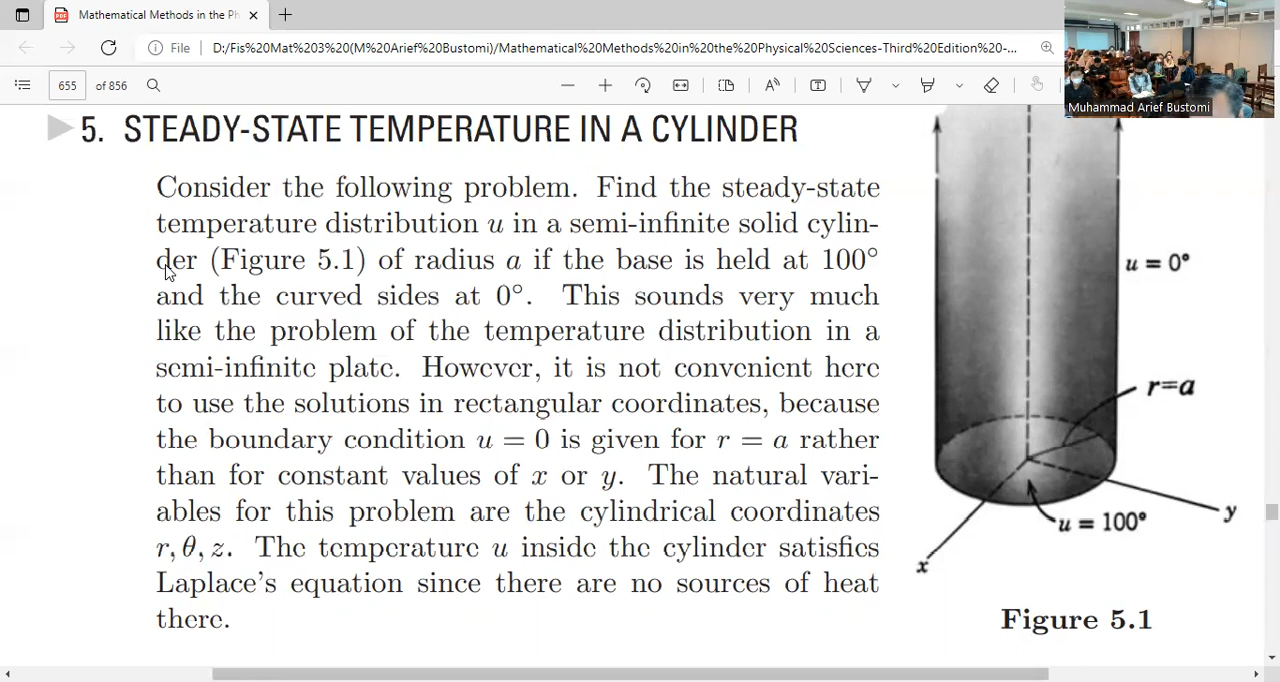 Mathematical Methods in the Ph
File
D:/Fis%20Mat%203%20(M%20Arief%20Bustomi)/Mathematical%20Methods%20in%20the%20Physical%20Sciences-Third%20Edition%20-...
655 of 856
Muhammad Arief Bustomi
5. STEADY-STATE TEMPERATURE IN A CYLINDER
Consider the following problem. Find the steady-state
temperature distribution u in a semi-infinite solid cylin-
der (Figure 5.1) of radius a if the base is held at 100°
and the curved sides at 0°. This sounds very much
like the problem of the temperature distribution in a
semi-infinite plate. However, it is not convenient here
to use the solutions in rectangular coordinates, because
the boundary condition u = 0 is given for r = a rather
than for constant values of x or y. The natural vari-
ables for this problem are the cylindrical coordinates
r, θ, z. The temperature u inside the cylinder satisfies
Laplace's equation since there are no sources of heat
there.
u = 0°
r=a
y
u = 100°
x
Figure 5.1